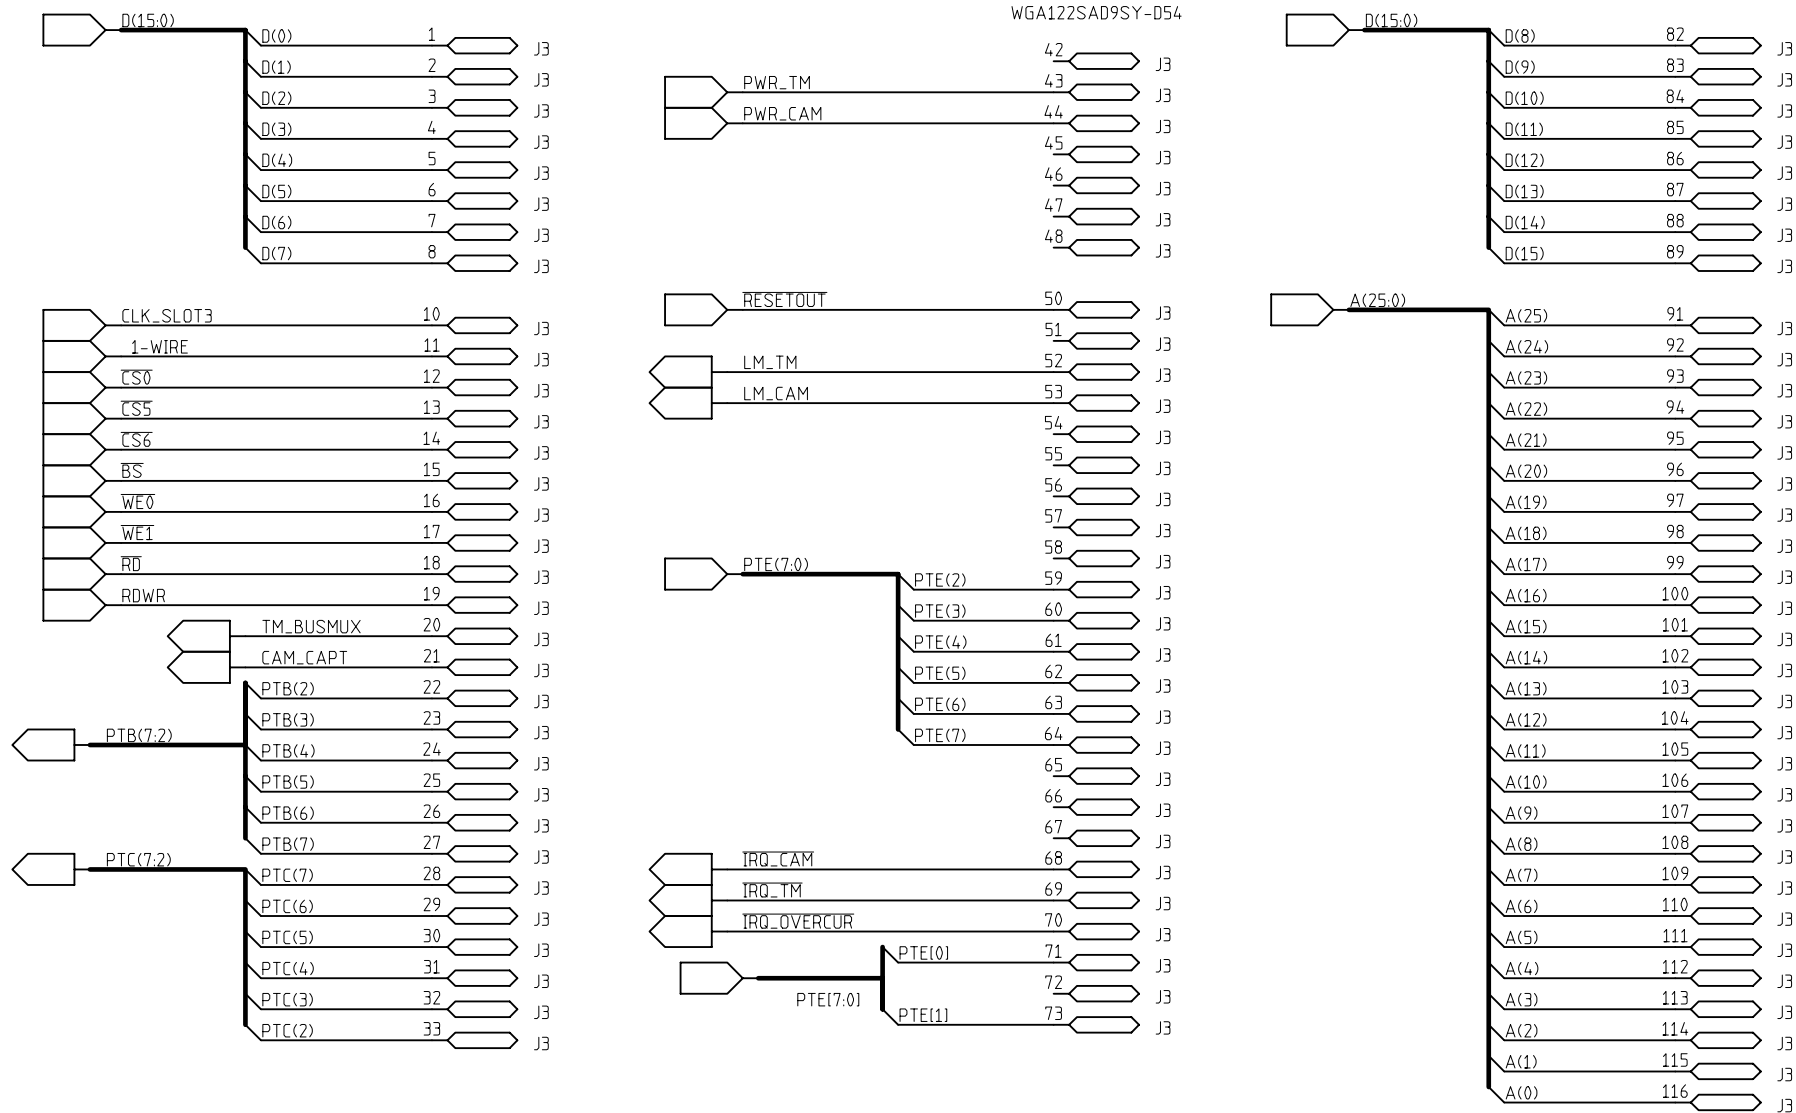 WGA122SAD9SY-D54
D(15:0)
D(0) 1 J3
D(1) 2 J3
D(2) 3 J3
D(3) 4 J3
D(4) 5 J3
D(5) 6 J3
D(6) 7 J3
D(7) 8 J3
CLK_SLOT3 10 J3
1-WIRE 11 J3
CS0 12 J3
CS5 13 J3
CS6 14 J3
BS 15 J3
WE0 16 J3
WE1 17 J3
RD 18 J3
RDWR 19 J3
TM_BUSMUX 20 J3
CAM_CAPT 21 J3
PTB(2) 22 J3
PTB(3) 23 J3
PTB(7:2)
PTB(4) 24 J3
PTB(5) 25 J3
PTB(6) 26 J3
PTB(7) 27 J3
PTC(7:2)
PTC(7) 28 J3
PTC(6) 29 J3
PTC(5) 30 J3
PTC(4) 31 J3
PTC(3) 32 J3
PTC(2) 33 J3
42 J3
PWR_TM 43 J3
PWR_CAM 44 J3
45 J3
46 J3
47 J3
48 J3
RESETOUT 50 J3
51 J3
LM_TM 52 J3
LM_CAM 53 J3
54 J3
55 J3
56 J3
57 J3
58 J3
PTE(7:0)
PTE(2) 59 J3
PTE(3) 60 J3
PTE(4) 61 J3
PTE(5) 62 J3
PTE(6) 63 J3
PTE(7) 64 J3
65 J3
66 J3
67 J3
IRQ_CAM 68 J3
IRQ_TM 69 J3
IRQ_OVERCUR 70 J3
PTE[0] 71 J3
72 J3
PTE[7:0]
PTE[1] 73 J3
D(15:0)
D(8) 82 J3
D(9) 83 J3
D(10) 84 J3
D(11) 85 J3
D(12) 86 J3
D(13) 87 J3
D(14) 88 J3
D(15) 89 J3
A(25:0)
A(25) 91 J3
A(24) 92 J3
A(23) 93 J3
A(22) 94 J3
A(21) 95 J3
A(20) 96 J3
A(19) 97 J3
A(18) 98 J3
A(17) 99 J3
A(16) 100 J3
A(15) 101 J3
A(14) 102 J3
A(13) 103 J3
A(12) 104 J3
A(11) 105 J3
A(10) 106 J3
A(9) 107 J3
A(8) 108 J3
A(7) 109 J3
A(6) 110 J3
A(5) 111 J3
A(4) 112 J3
A(3) 113 J3
A(2) 114 J3
A(1) 115 J3
A(0) 116 J3